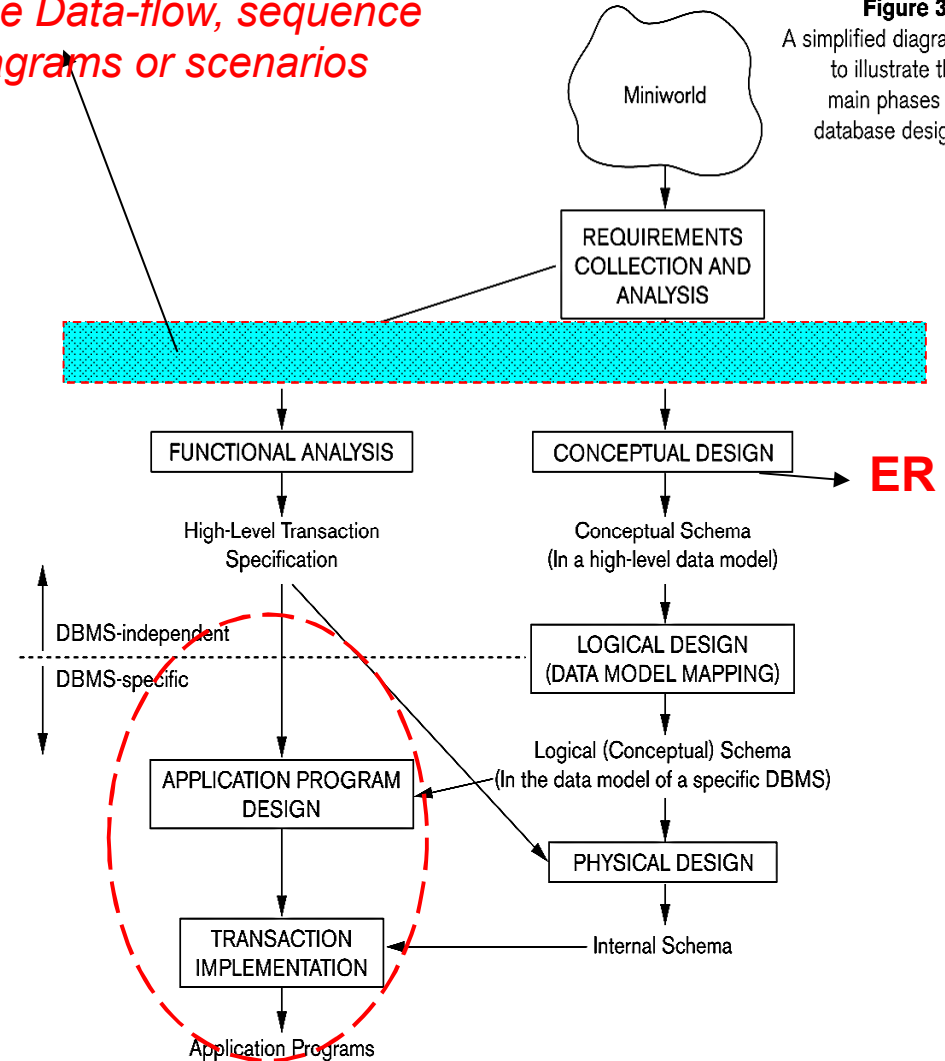 e Data-flow, sequence
agrams or scenarios
Figure 3
A simplified diagra
to illustrate th
main phases
database desig
Miniworld
REQUIREMENTS
COLLECTION AND
ANALYSIS
FUNCTIONAL ANALYSIS
CONCEPTUAL DESIGN
ER
High-Level Transaction
Specification
Conceptual Schema
(In a high-level data model)
DBMS-independent
DBMS-specific
LOGICAL DESIGN
(DATA MODEL MAPPING)
Logical (Conceptual) Schema
(In the data model of a specific DBMS)
APPLICATION PROGRAM
DESIGN
PHYSICAL DESIGN
TRANSACTION
IMPLEMENTATION
Internal Schema
Application Programs